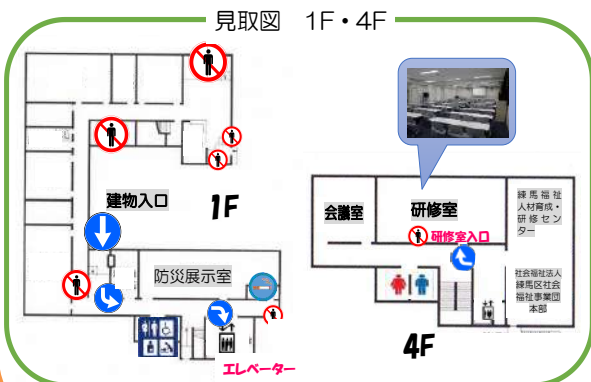 見取図 1F・4F
建物入口
1F
防災展示室
エレベーター
会議室
研修室
研修室入口
練馬福祉
人材育成・
研修セン
ター
社会福祉法人
練馬区社会
福祉事業団
本部
4F